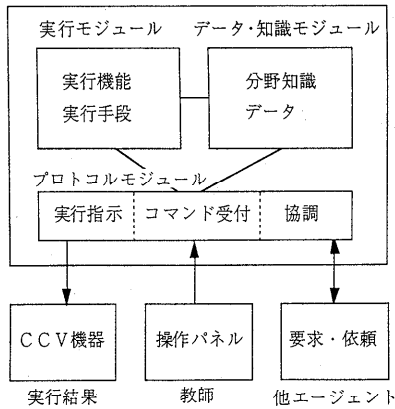 実行モジュール
データ・知識モジュール
実行機能
実行手段
分野知識
データ
プロトコルモジュール
実行指示
コマンド受付
協調
ＣＣＶ機器
操作パネル
要求・依頼
実行結果
教師
他エージェント